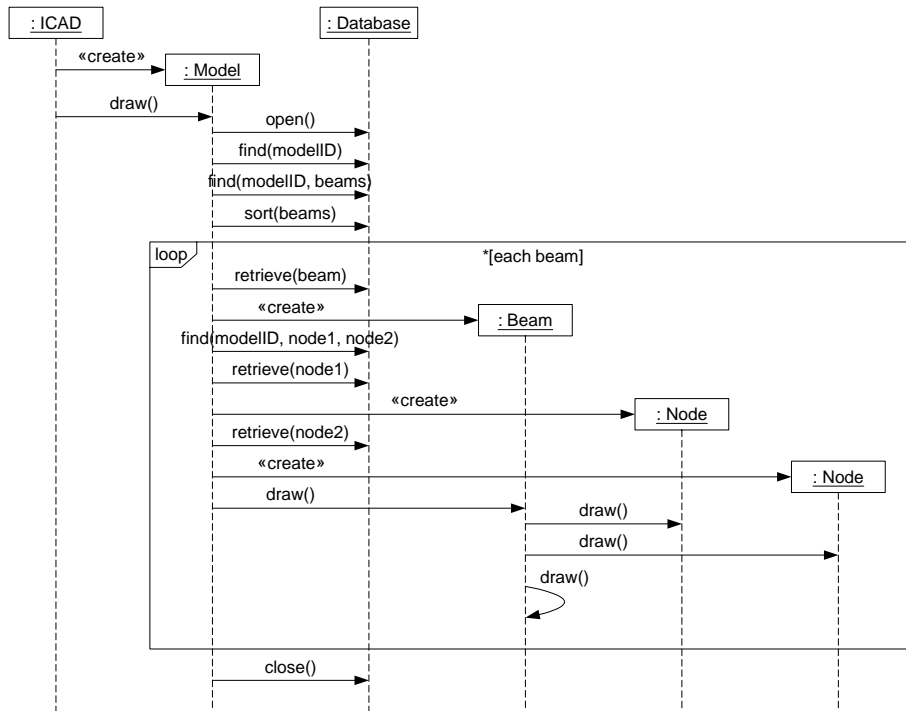 : ICAD
: Database
«create»
: Model
draw()
open()
find(modelID)
find(modelID, beams)
sort(beams)
loop
*[each beam]
retrieve(beam)
«create»
: Beam
find(modelID, node1, node2)
retrieve(node1)
«create»
: Node
retrieve(node2)
«create»
: Node
draw()
draw()
draw()
draw()
close()